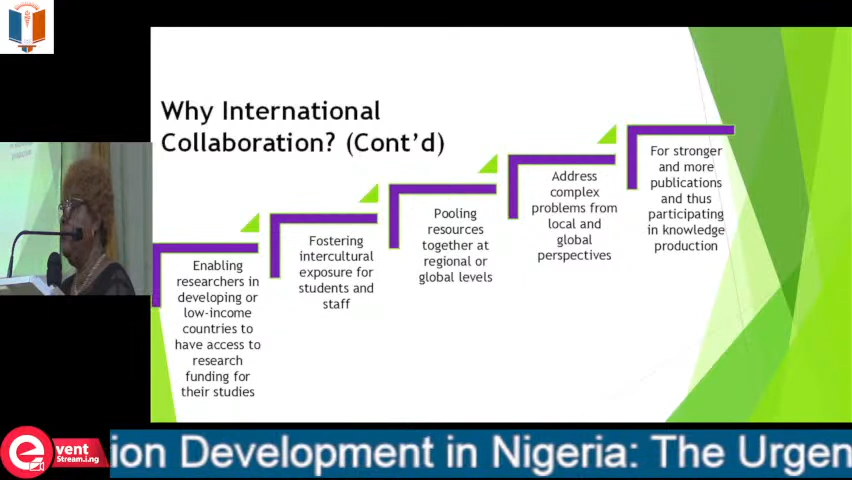 Why International
Collaboration? (Cont’d)
Enabling
researchers in
developing or
low-income
countries to
have access to
research
funding for
their studies
Fostering
intercultural
exposure for
students and
staff
Pooling
resources
together at
regional or
global levels
Address
complex
problems from
local and
global
perspectives
For stronger
and more
publications
and thus
participating
in knowledge
production
event
Stream.i.ng
ion Development in Nigeria: The Urgen